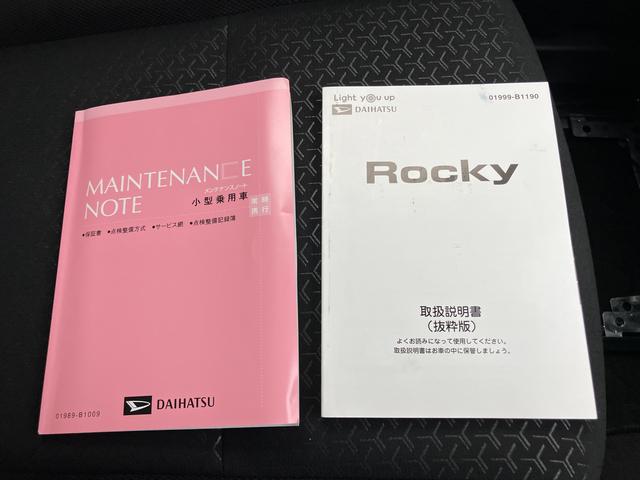 MAINTENANCE
NOTE
メンテナンスノート
小型乗用車
常時
携行
•保証書 •点検整備方式 •サービス網 •点検整備記録簿
DAIHATSU
01989-B1009
Light you up
DAIHATSU
01999-B1190
Rocky
取扱説明書
（抜粋版）
よくお読みになって使用してください。
取扱説明書はお車の中に保管しましょう。